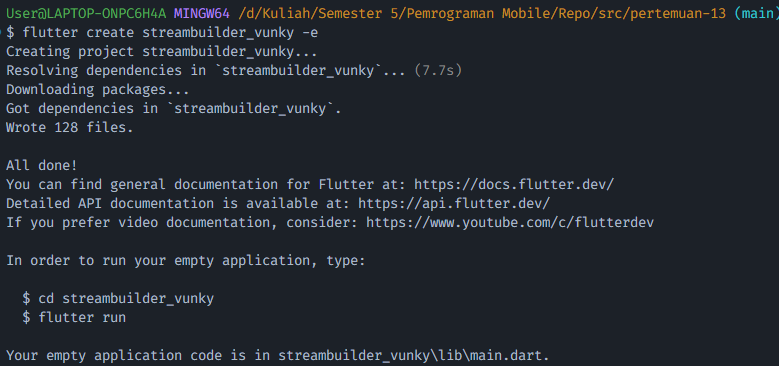 User@LAPTOP-ONPC6H4A MINGW64 /d/Kuliah/Semester 5/Pemrograman Mobile/Repo/src/pertemuan-13 (main)
$ flutter create streambuilder_vunky -e
Creating project streambuilder_vunky...
Resolving dependencies in `streambuilder_vunky`... (7.7s)
Downloading packages...
Got dependencies in `streambuilder_vunky`.
Wrote 128 files.

All done!
You can find general documentation for Flutter at: https://docs.flutter.dev/
Detailed API documentation is available at: https://api.flutter.dev/
If you prefer video documentation, consider: https://www.youtube.com/c/flutterdev

In order to run your empty application, type:

  $ cd streambuilder_vunky
  $ flutter run

Your empty application code is in streambuilder_vunky\lib\main.dart.